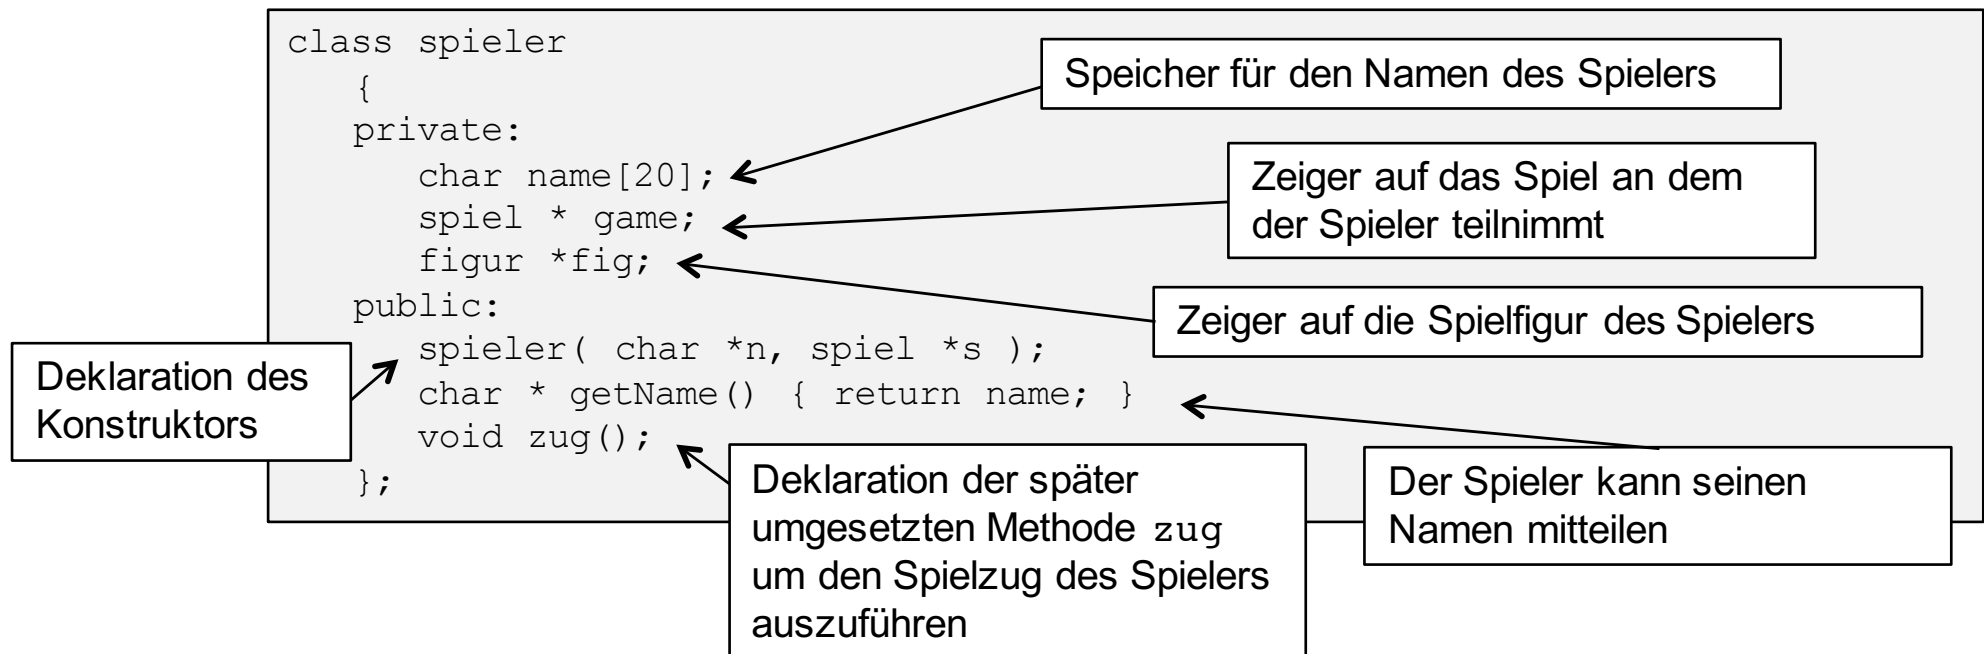 class spieler
{
private:
char name[20];
spiel * game;
figur *fig;
public:
spieler( char *n, spiel *s );
char * getName() { return name; }
void zug();
};
Speicher für den Namen des Spielers
Zeiger auf das Spiel an dem
der Spieler teilnimmt
Zeiger auf die Spielfigur des Spielers
Deklaration des
Konstruktors
Deklaration der später
umgesetzten Methode zug
um den Spielzug des Spielers
auszuführen
Der Spieler kann seinen
Namen mitteilen